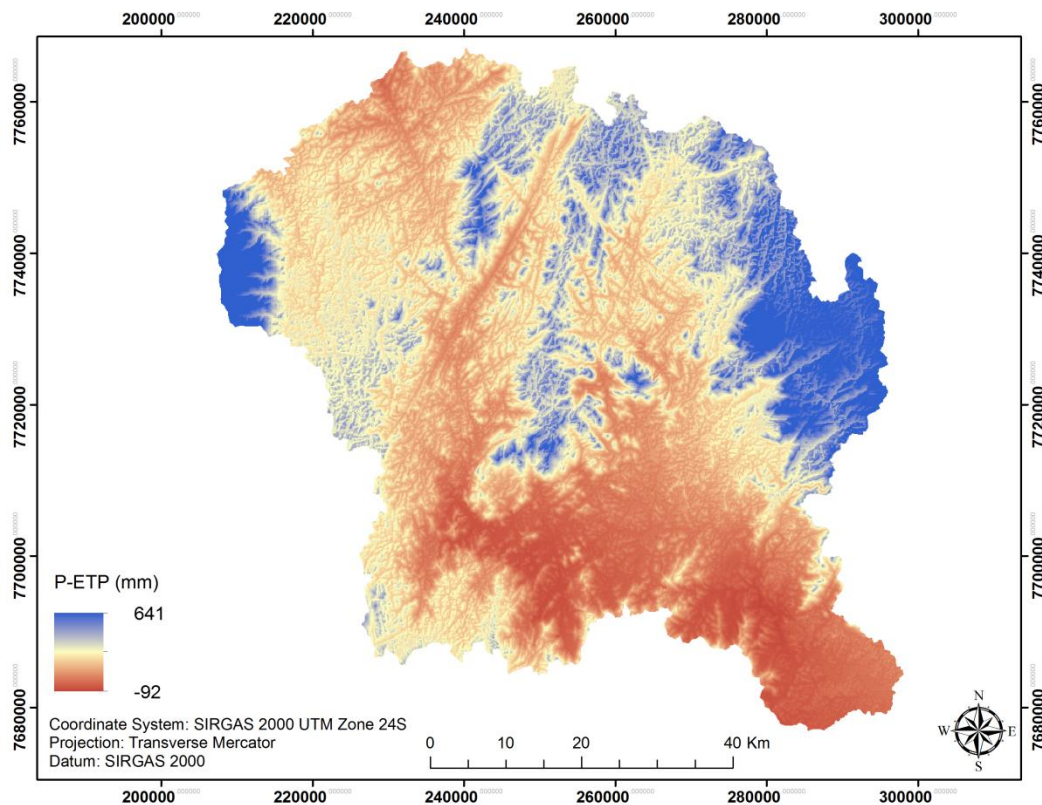 200000 220000 240000 260000 280000 300000
7760000 7760000
7740000 7740000
7720000 7720000
7700000 7700000
7680000 7680000
P-ETP (mm)
641
-92
Coordinate System: SIRGAS 2000 UTM Zone 24S
Projection: Transverse Mercator
Datum: SIRGAS 2000
0 10 20 40 Km
N
W E
S
200000 220000 240000 260000 280000 300000